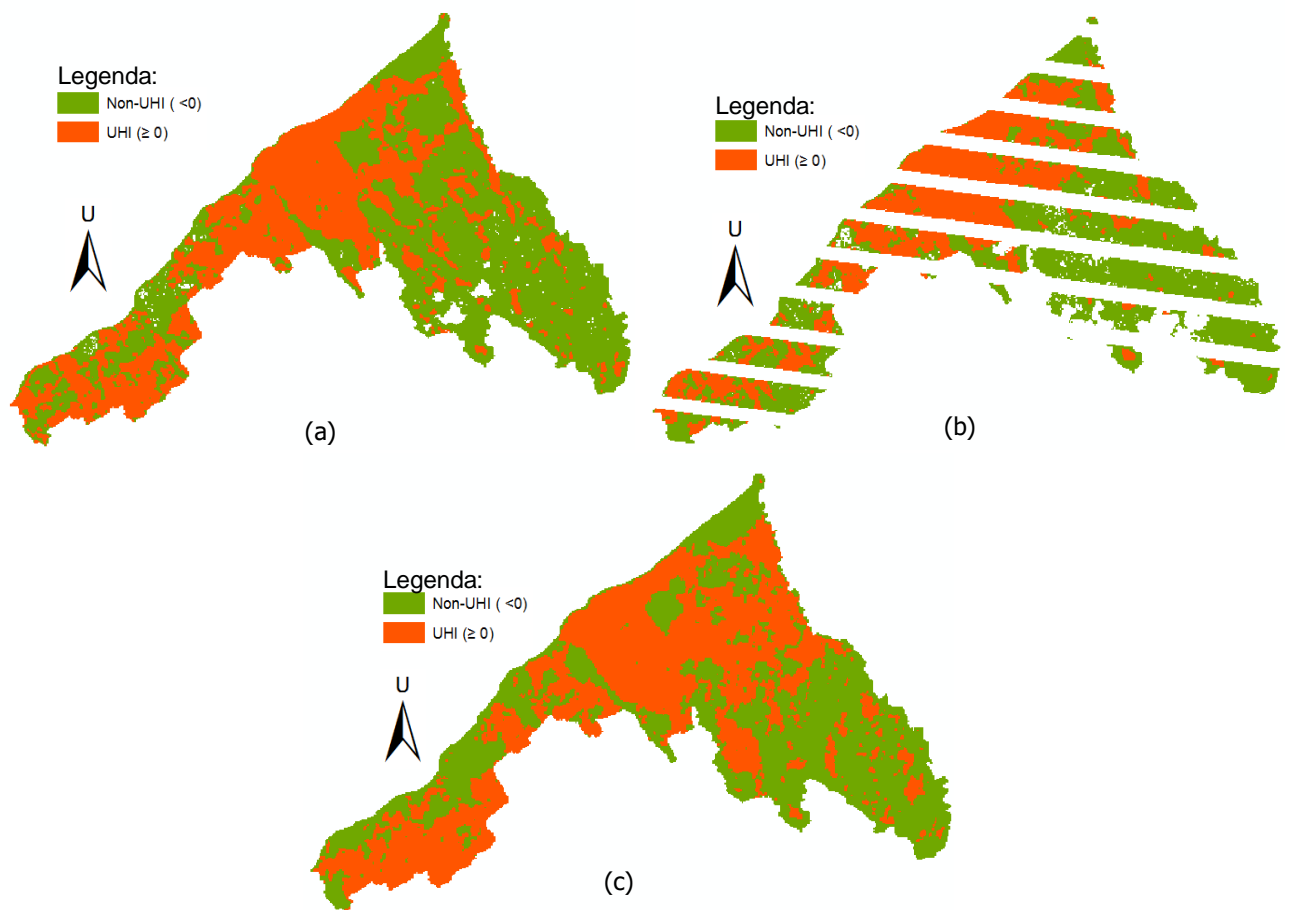 Legenda:
Non-UHI ( <0)
UHI (≥ 0)
U
(a)
Legenda:
Non-UHI ( <0)
UHI (≥ 0)
U
(b)
Legenda:
Non-UHI ( <0)
UHI (≥ 0)
U
(c)